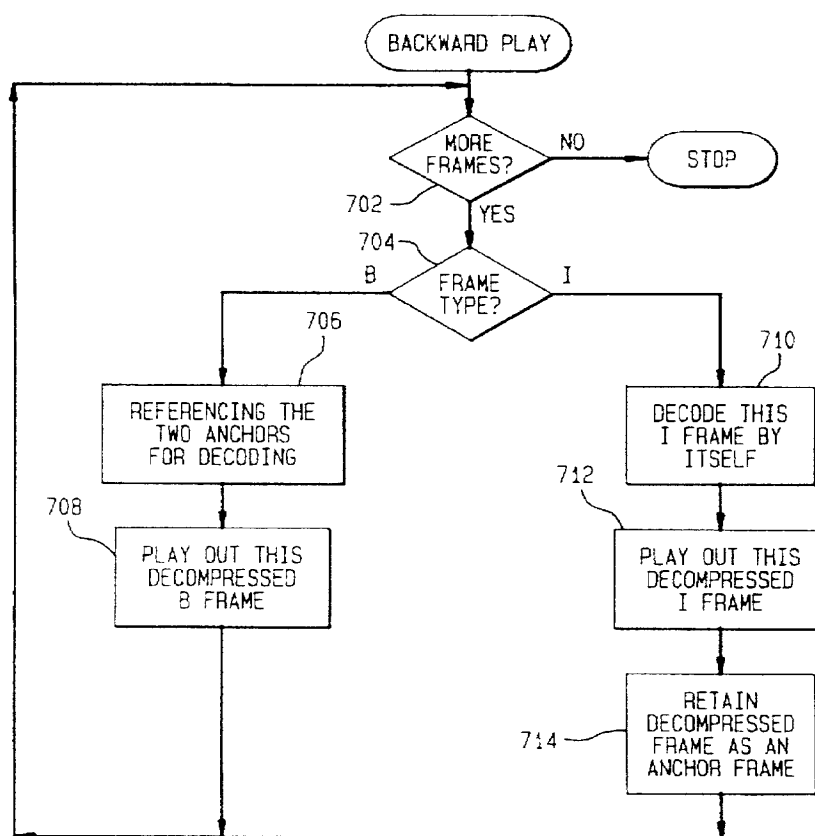 BACKWARD PLAY
MORE
FRAMES?
NO
STOP
702
YES
704
B
FRAME
TYPE?
I
706
710
REFERENCING THE
TWO ANCHORS
FOR DECODING
DECODE THIS
I FRAME BY
ITSELF
708
712
PLAY OUT THIS
DECOMPRESSED
B FRAME
PLAY OUT THIS
DECOMPRESSED
I FRAME
714
RETAIN
DECOMPRESSED
FRAME AS AN
ANCHOR FRAME